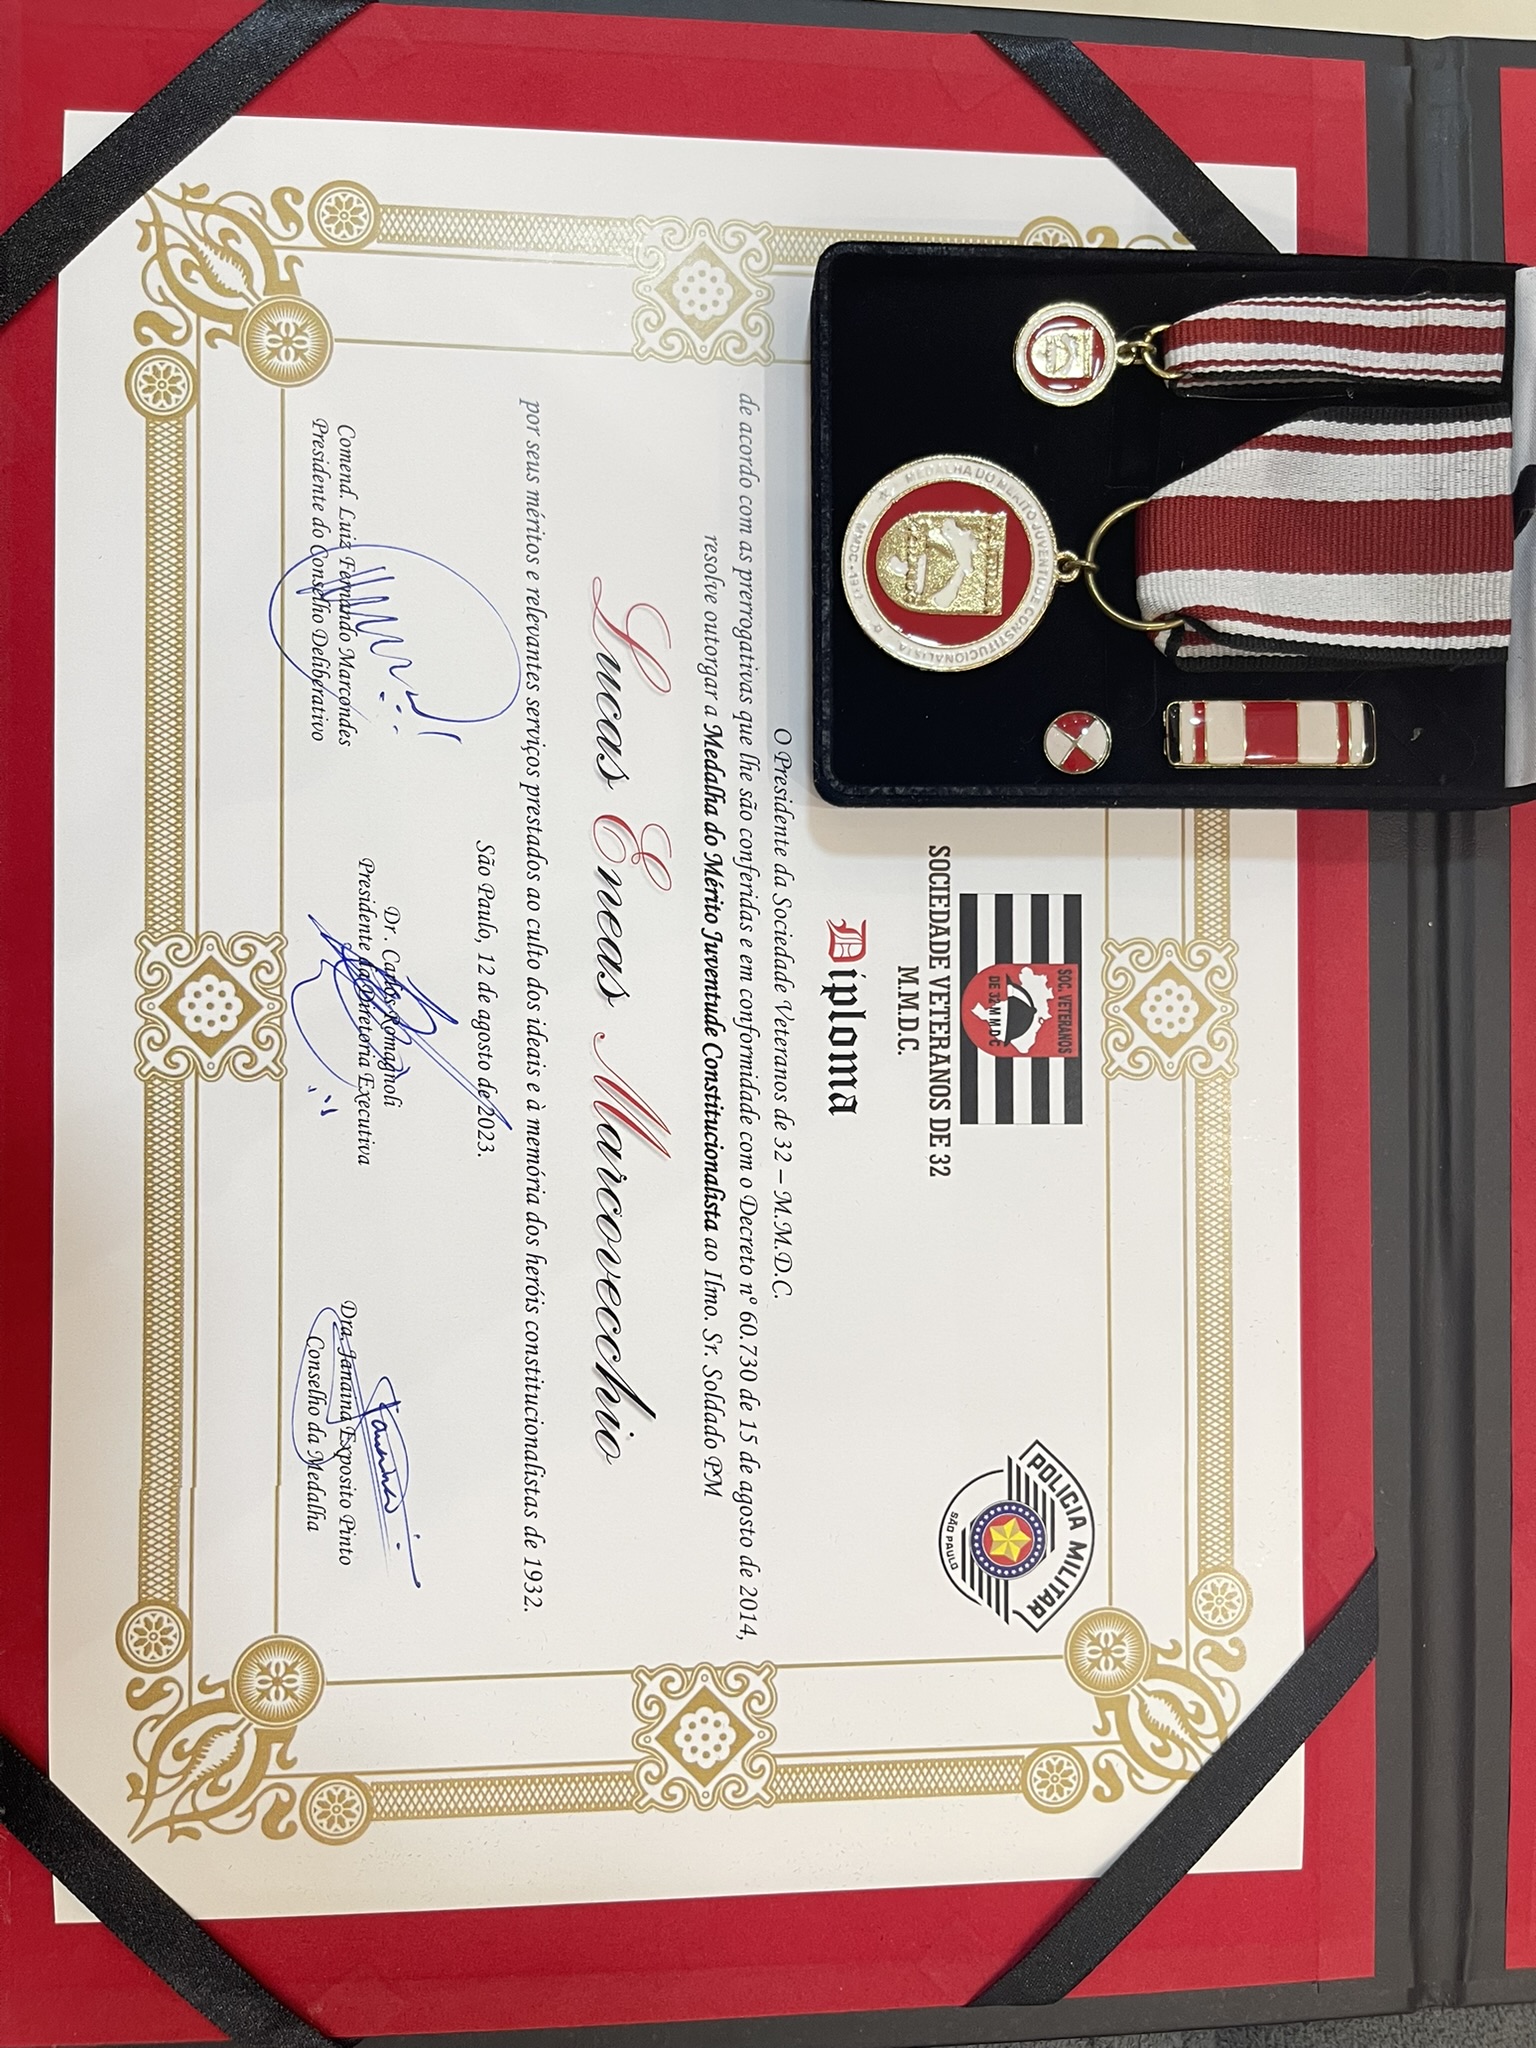 MEDALHA DO MÉRITO JUVENTUDE CONSTITUCIONALISTA
MMDC - 1932
SOC. VETERANOS
DE 32 M M D C
SOCIEDADE VETERANOS DE 32
M.M.D.C.
POLICIA MILITAR
SÃO PAULO
Diploma
O Presidente da Sociedade Veteranos de 32 – M.M.D.C.
de acordo com as prerrogativas que lhe são conferidas e em conformidade com o Decreto nº 60.730 de 15 de agosto de 2014,
resolve outorgar a Medalha do Mérito Juventude Constitucionalista ao Ilmo. Sr. Soldado PM
Lucas Eneas Marcovecchio
por seus méritos e relevantes serviços prestados ao culto dos ideais e à memória dos heróis constitucionalistas de 1932.
São Paulo, 12 de agosto de 2023.
Comend. Luiz Fernando Marcondes
Presidente do Conselho Deliberativo
Dr . Carlos Romagnoli
Presidente da Diretoria Executiva
Dra. Janaina Exposito Pinto
Conselho da Medalha